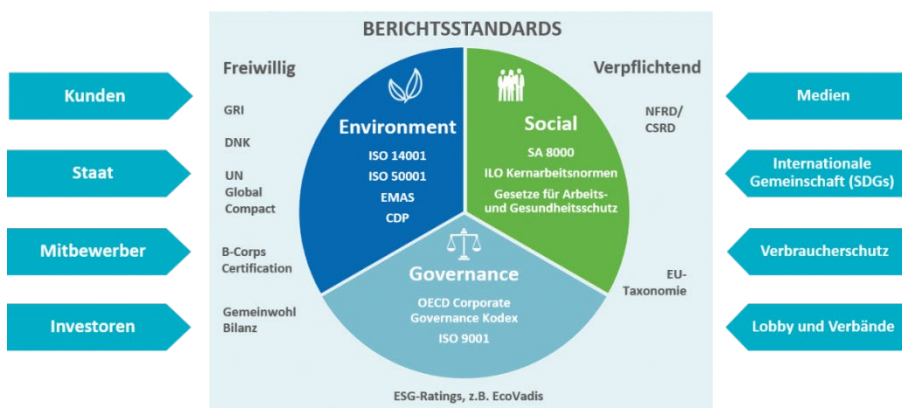 BERICHTSSTANDARDS
Freiwillig
Verpflichtend
Kunden
Staat
Mitbewerber
Investoren
GRI
DNK
UN
Global
Compact
B-Corps
Certification
Gemeinwohl
Bilanz
Environment
ISO 14001
ISO 50001
EMAS
CDP
Social
SA 8000
ILO Kernarbeitsnormen
Gesetze für Arbeits-
und Gesundheitsschutz
Governance
OECD Corporate
Governance Kodex
ISO 9001
NFRD/
CSRD
EU-
Taxonomie
Medien
Internationale
Gemeinschaft (SDGs)
Verbraucherschutz
Lobby und Verbände
ESG-Ratings, z.B. EcoVadis